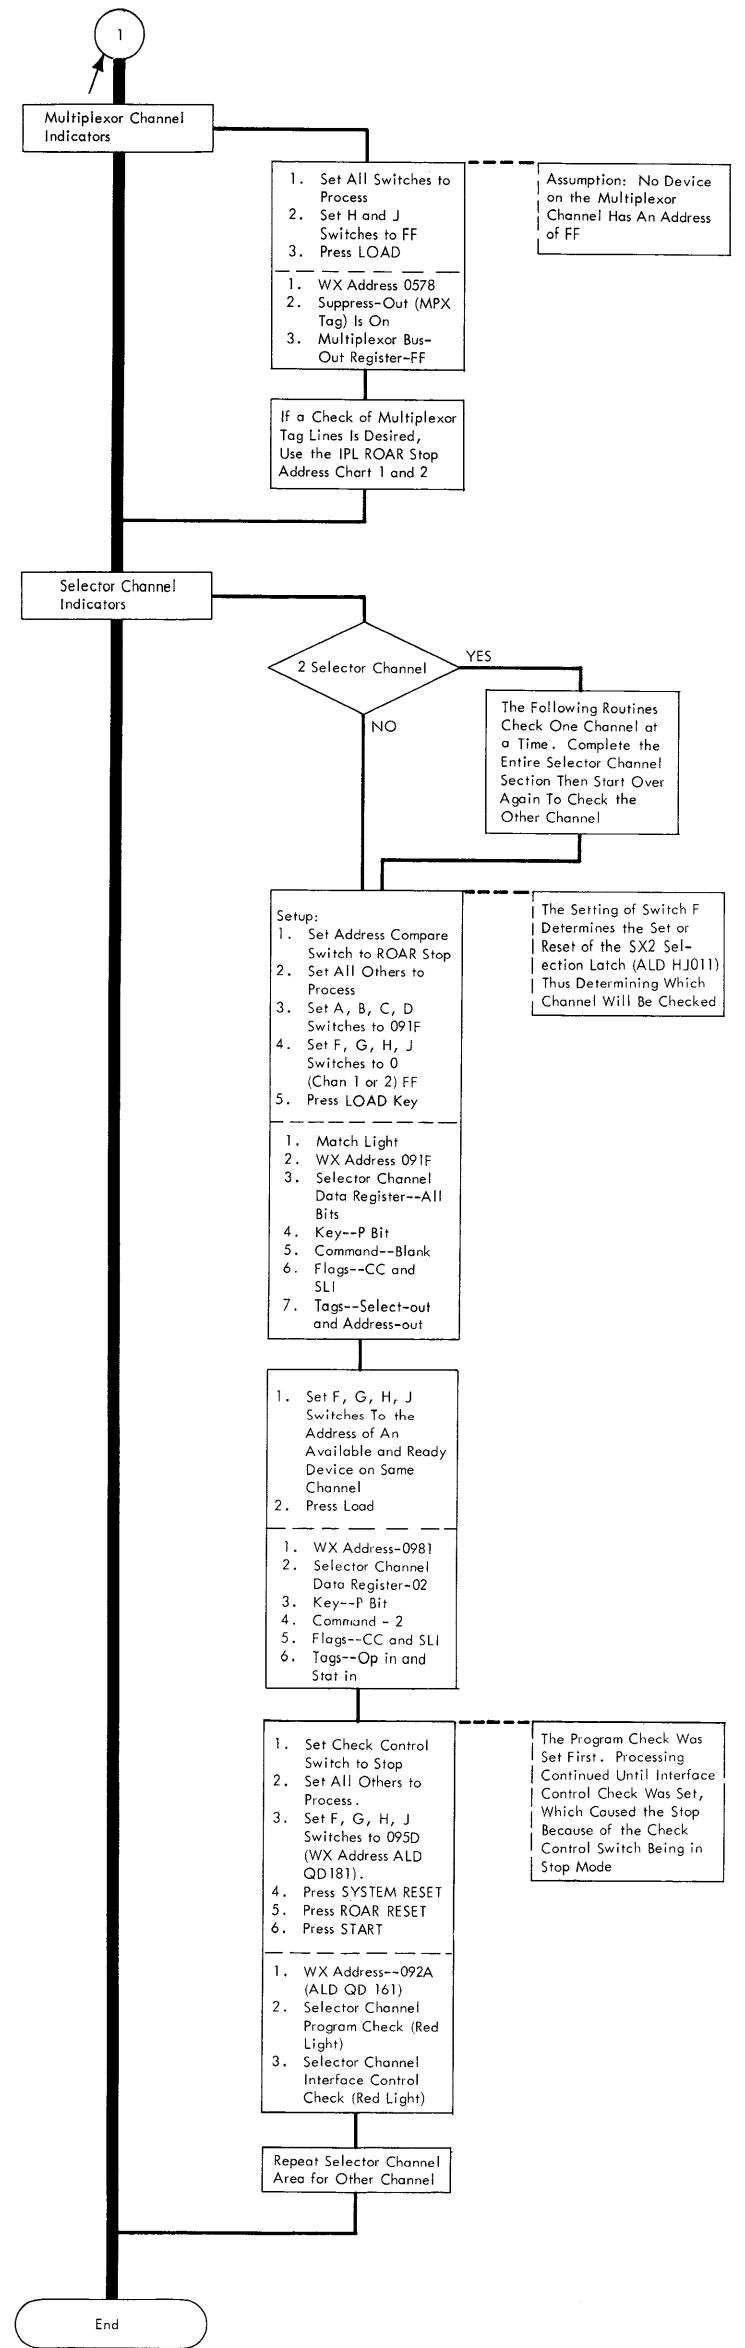 1
Multiplexor Channel
Indicators
1. Set All Switches to
Process
2. Set H and J
Switches to FF
3. Press LOAD
1. WX Address 0578
2. Suppress-Out (MPX
Tag) Is On
3. Multiplexor Bus-
Out Register-FF
Assumption: No Device
on the Multiplexor
Channel Has An Address
of FF
If a Check of Multiplexor
Tag Lines Is Desired,
Use the IPL ROAR Stop
Address Chart 1 and 2
Selector Channel
Indicators
2 Selector Channel
YES
NO
The Following Routines
Check One Channel at
a Time. Complete the
Entire Selector Channel
Section Then Start Over
Again To Check the
Other Channel
Setup:
1. Set Address Compare
Switch to ROAR Stop
2. Set All Others to
Process
3. Set A, B, C, D
Switches to 091F
4. Set F, G, H, J
Switches to 0
(Chan 1 or 2) FF
5. Press LOAD Key
1. Match Light
2. WX Address 091F
3. Selector Channel
Data Register--All
Bits
4. Key--P Bit
5. Command--Blank
6. Flags--CC and
SLI
7. Tags--Select-out
and Address-out
The Setting of Switch F
Determines the Set or
Reset of the SX2 Sel-
ection Latch (ALD HJ011)
Thus Determining Which
Channel Will Be Checked
1. Set F, G, H, J
Switches To the
Address of An
Available and Ready
Device on Same
Channel
2. Press Load
1. WX Address-0981
2. Selector Channel
Data Register-02
3. Key--P Bit
4. Command - 2
5. Flags--CC and SLI
6. Tags--Op in and
Stat in
1. Set Check Control
Switch to Stop
2. Set All Others to
Process.
3. Set F, G, H, J
Switches to 095D
(WX Address ALD
QD181).
4. Press SYSTEM RESET
5. Press ROAR RESET
6. Press START
1. WX Address--092A
(ALD QD 161)
2. Selector Channel
Program Check (Red
Light)
3. Selector Channel
Interface Control
Check (Red Light)
The Program Check Was
Set First. Processing
Continued Until Interface
Control Check Was Set,
Which Caused the Stop
Because of the Check
Control Switch Being in
Stop Mode
Repeat Selector Channel
Area for Other Channel
End